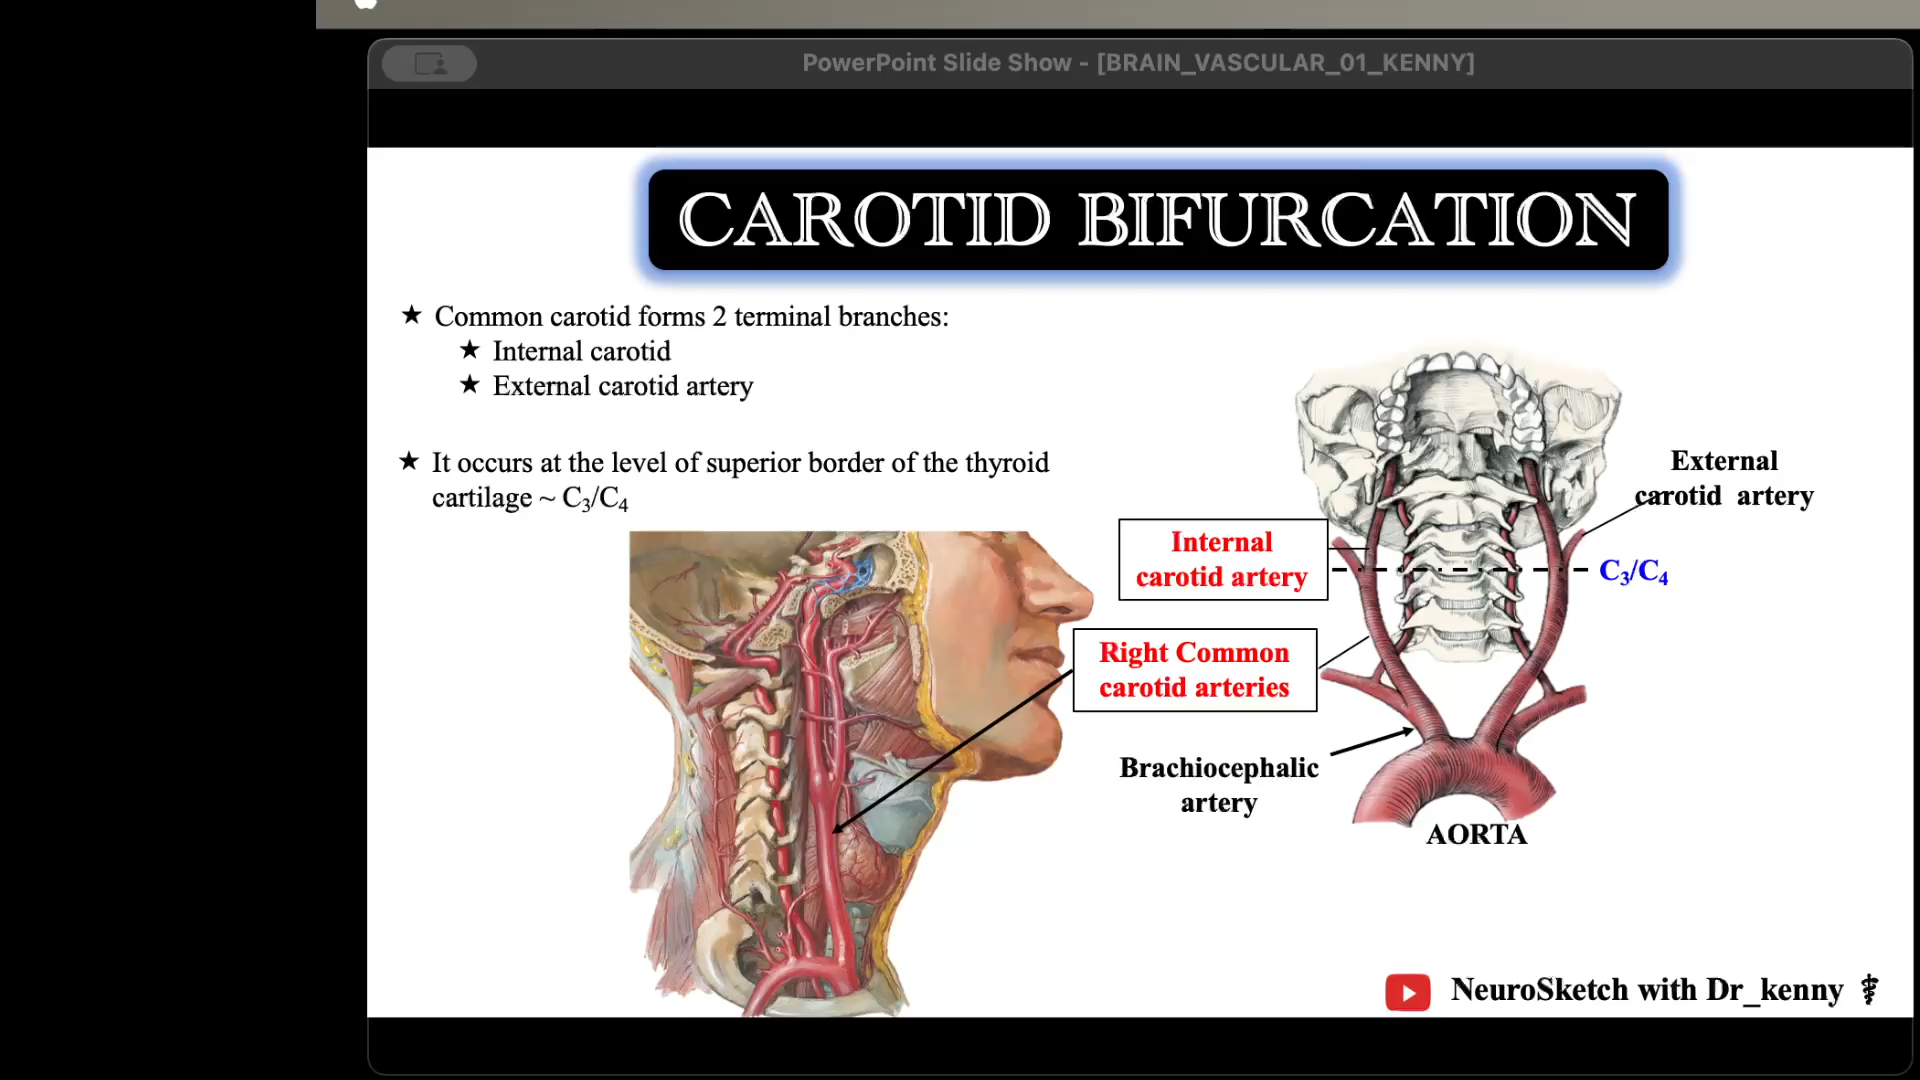 PowerPoint Slide Show - [BRAIN_VASCULAR_01_KENNY]
CAROTID BIFURCATION
★ Common carotid forms 2 terminal branches:
★ Internal carotid
★ External carotid artery
★ It occurs at the level of superior border of the thyroid
cartilage ~ C₃/C₄
External
carotid artery
Internal
carotid artery
C₃/C₄
Right Common
carotid arteries
Brachiocephalic
artery
AORTA
NeuroSketch with Dr_kenny